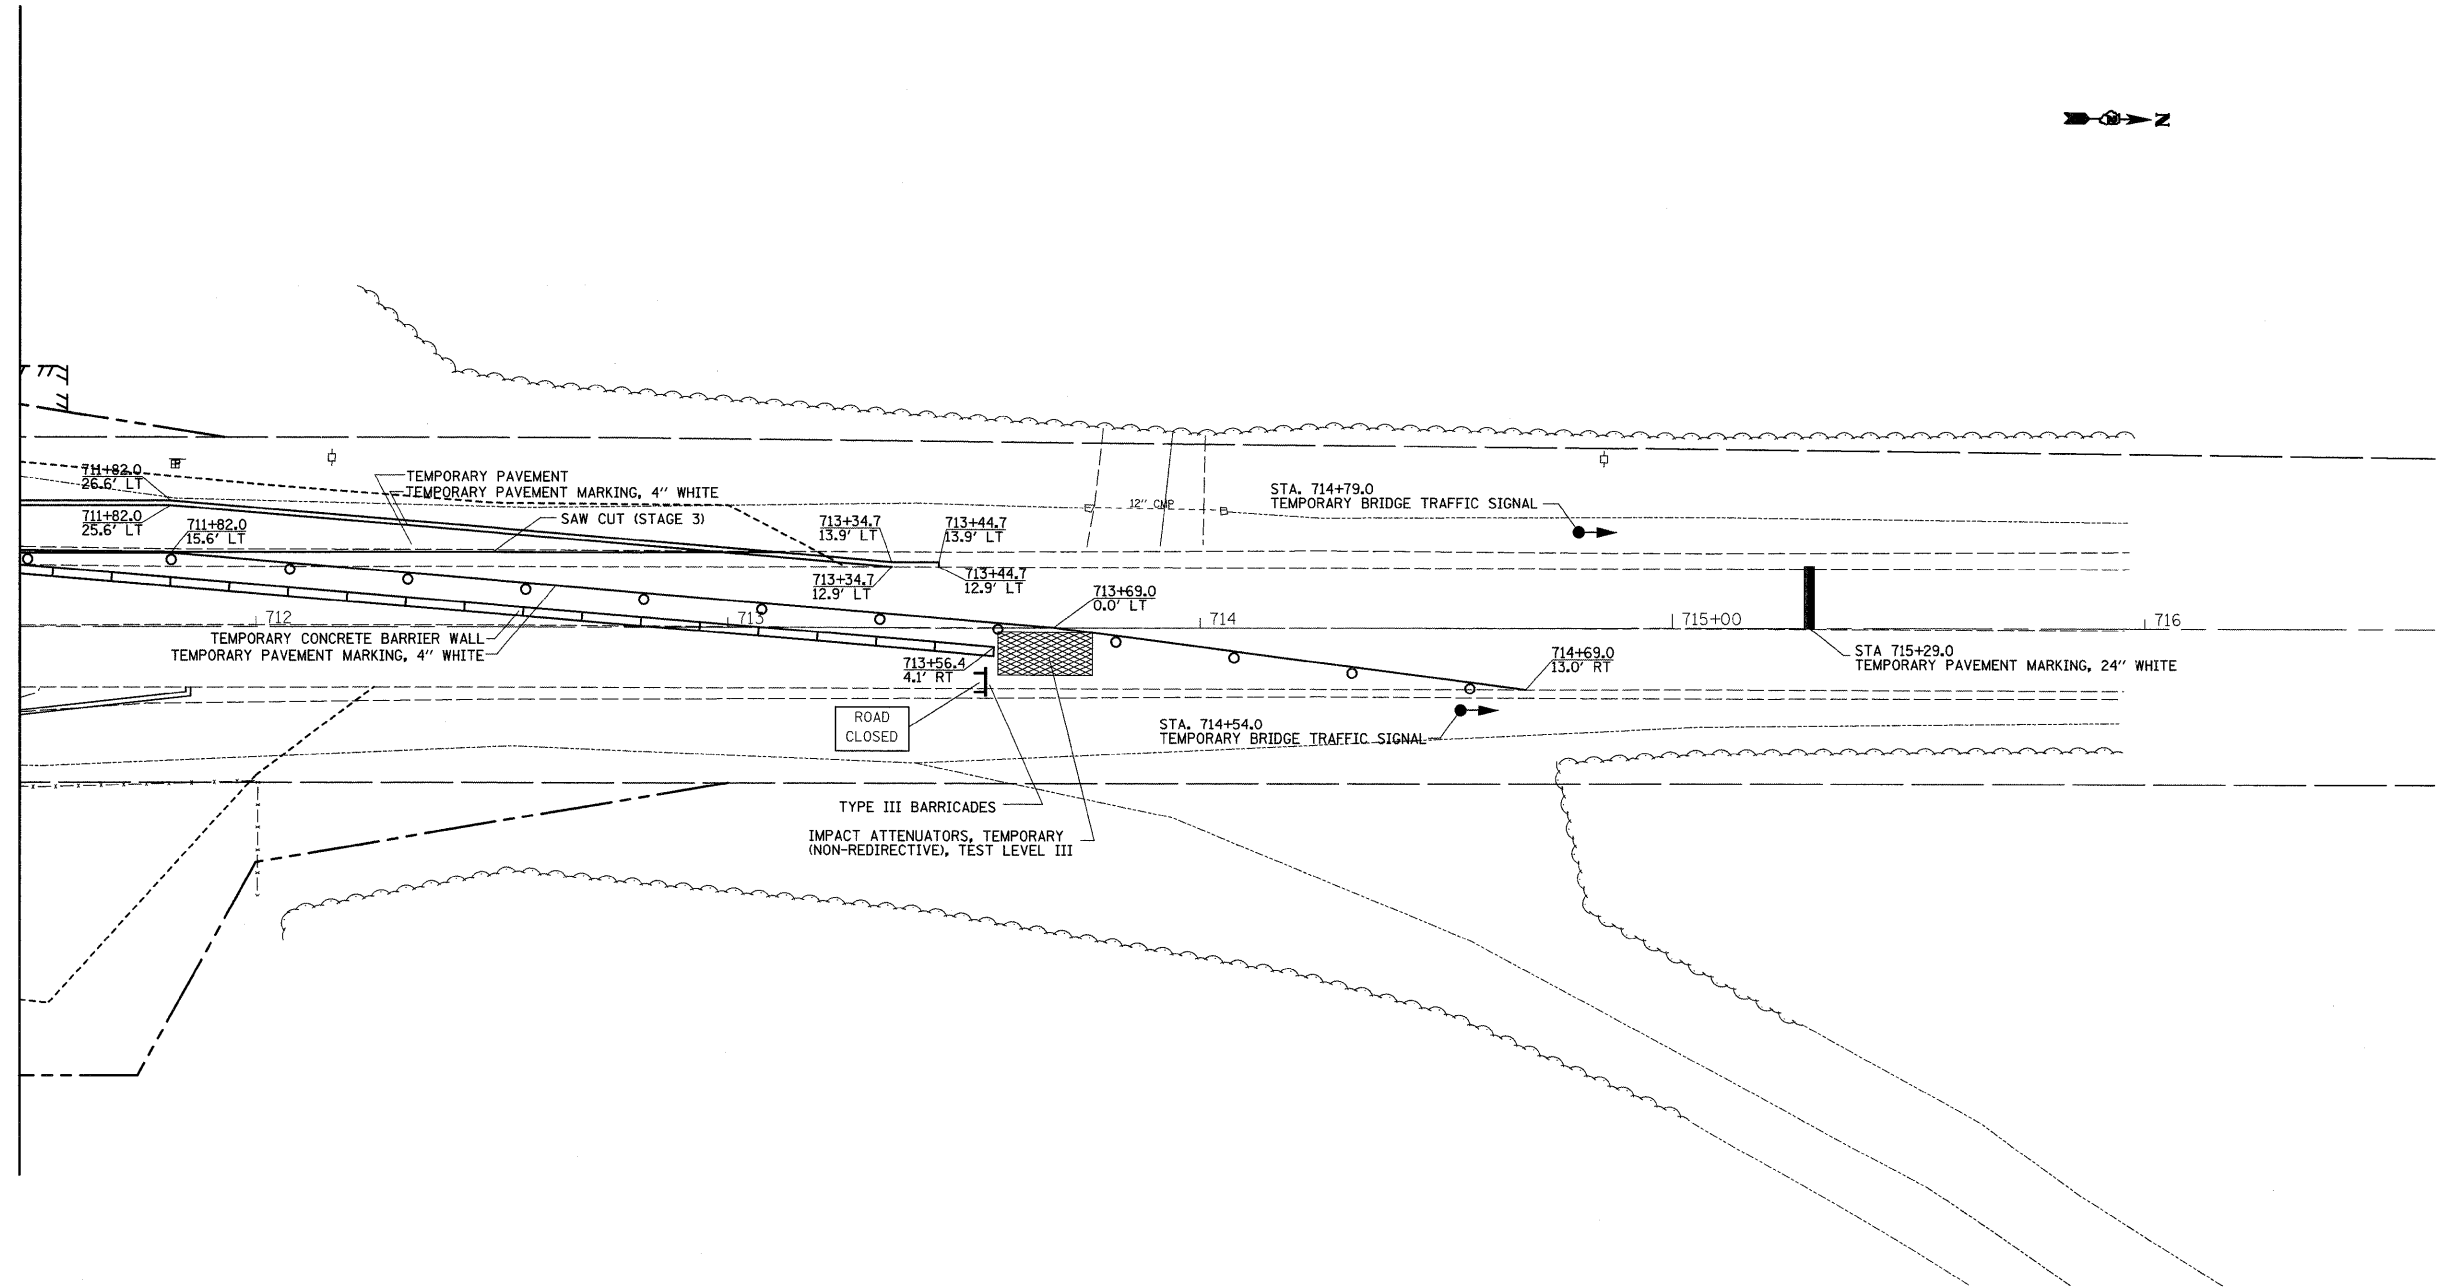 N
711+82.0
26.6' LT
TEMPORARY PAVEMENT
TEMPORARY PAVEMENT MARKING, 4" WHITE
711+82.0
25.6' LT
711+82.0
15.6' LT
SAW CUT (STAGE 3)
713+34.7
13.9' LT
713+44.7
13.9' LT
12" CMP
STA. 714+79.0
TEMPORARY BRIDGE TRAFFIC SIGNAL
713+34.7
12.9' LT
713+44.7
12.9' LT
713+69.0
0.0' LT
712
713
714
715+00
716
TEMPORARY CONCRETE BARRIER WALL
TEMPORARY PAVEMENT MARKING, 4" WHITE
713+56.4
4.1' RT
714+69.0
13.0' RT
STA 715+29.0
TEMPORARY PAVEMENT MARKING, 24" WHITE
ROAD
CLOSED
STA. 714+54.0
TEMPORARY BRIDGE TRAFFIC SIGNAL
TYPE III BARRICADES
IMPACT ATTENUATORS, TEMPORARY
(NON-REDIRECTIVE), TEST LEVEL III